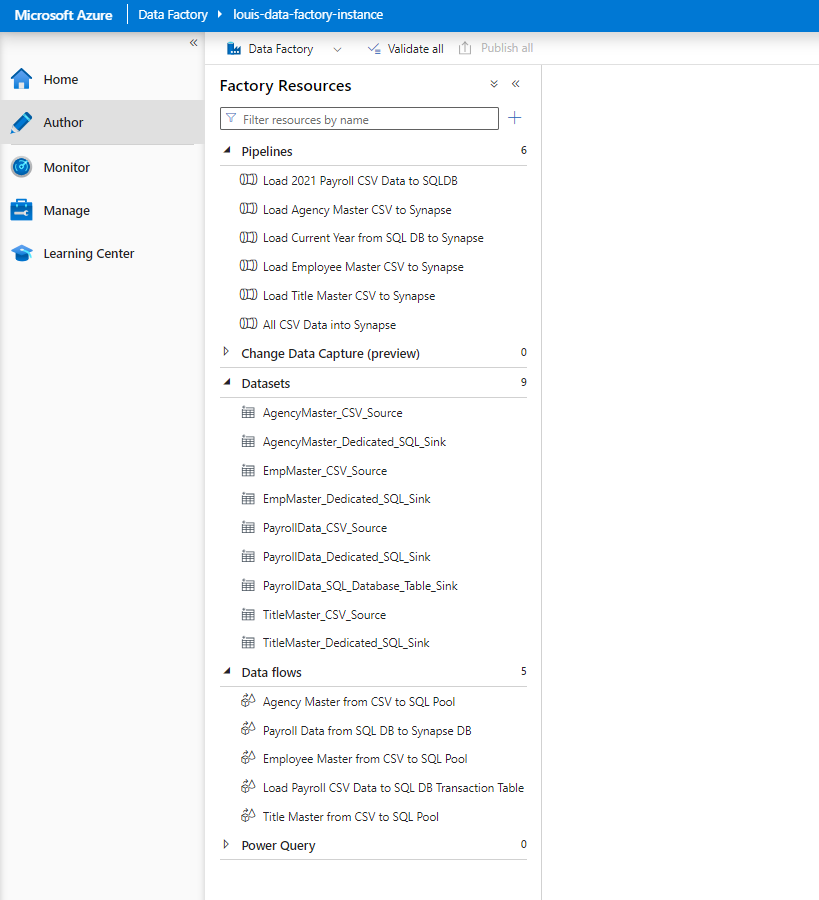 Microsoft Azure Data Factory louis-data-factory-instance
Data Factory Validate all Publish all
Home
Author
Monitor
Manage
Learning Center
Factory Resources
Filter resources by name
Pipelines 6
Load 2021 Payroll CSV Data to SQLDB
Load Agency Master CSV to Synapse
Load Current Year from SQL DB to Synapse
Load Employee Master CSV to Synapse
Load Title Master CSV to Synapse
All CSV Data into Synapse
Change Data Capture (preview) 0
Datasets 9
AgencyMaster_CSV_Source
AgencyMaster_Dedicated_SQL_Sink
EmpMaster_CSV_Source
EmpMaster_Dedicated_SQL_Sink
PayrollData_CSV_Source
PayrollData_Dedicated_SQL_Sink
PayrollData_SQL_Database_Table_Sink
TitleMaster_CSV_Source
TitleMaster_Dedicated_SQL_Sink
Data flows 5
Agency Master from CSV to SQL Pool
Payroll Data from SQL DB to Synapse DB
Employee Master from CSV to SQL Pool
Load Payroll CSV Data to SQL DB Transaction Table
Title Master from CSV to SQL Pool
Power Query 0